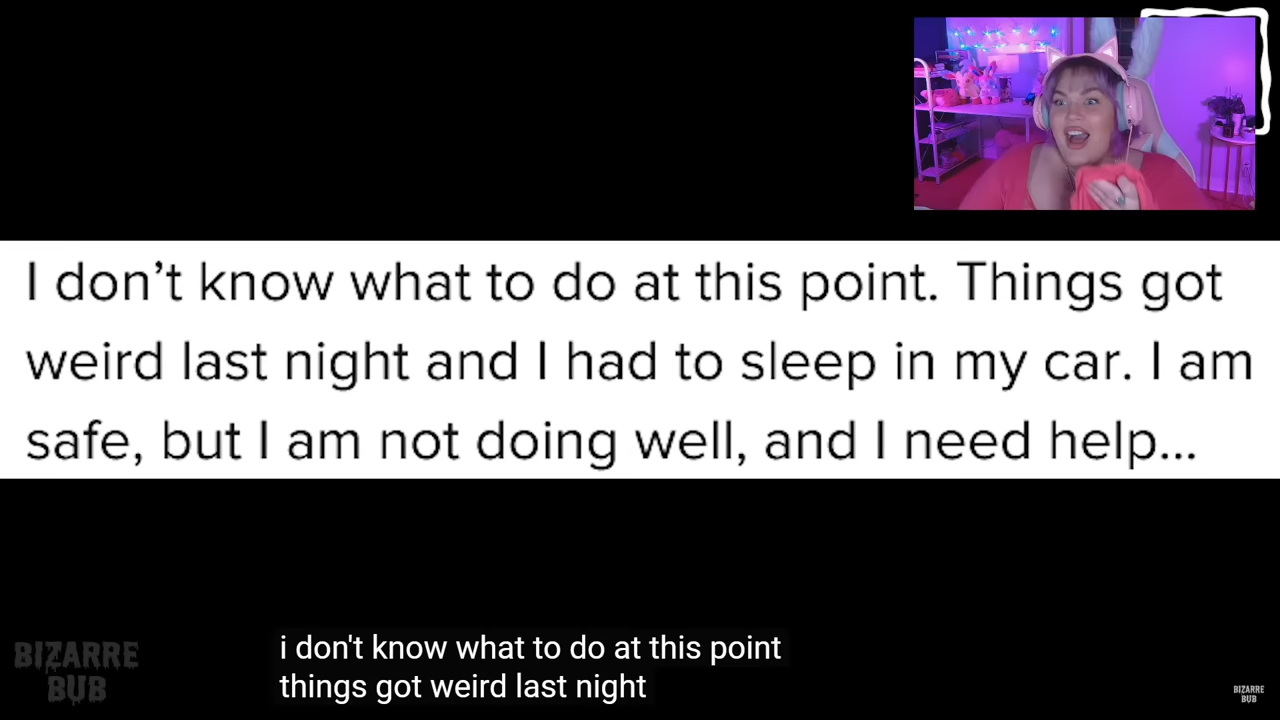 I don’t know what to do at this point. Things got
weird last night and I had to sleep in my car. I am
safe, but I am not doing well, and I need help...
i don't know what to do at this point
things got weird last night
BIZARRE
BUB
BIZARRE
BUB